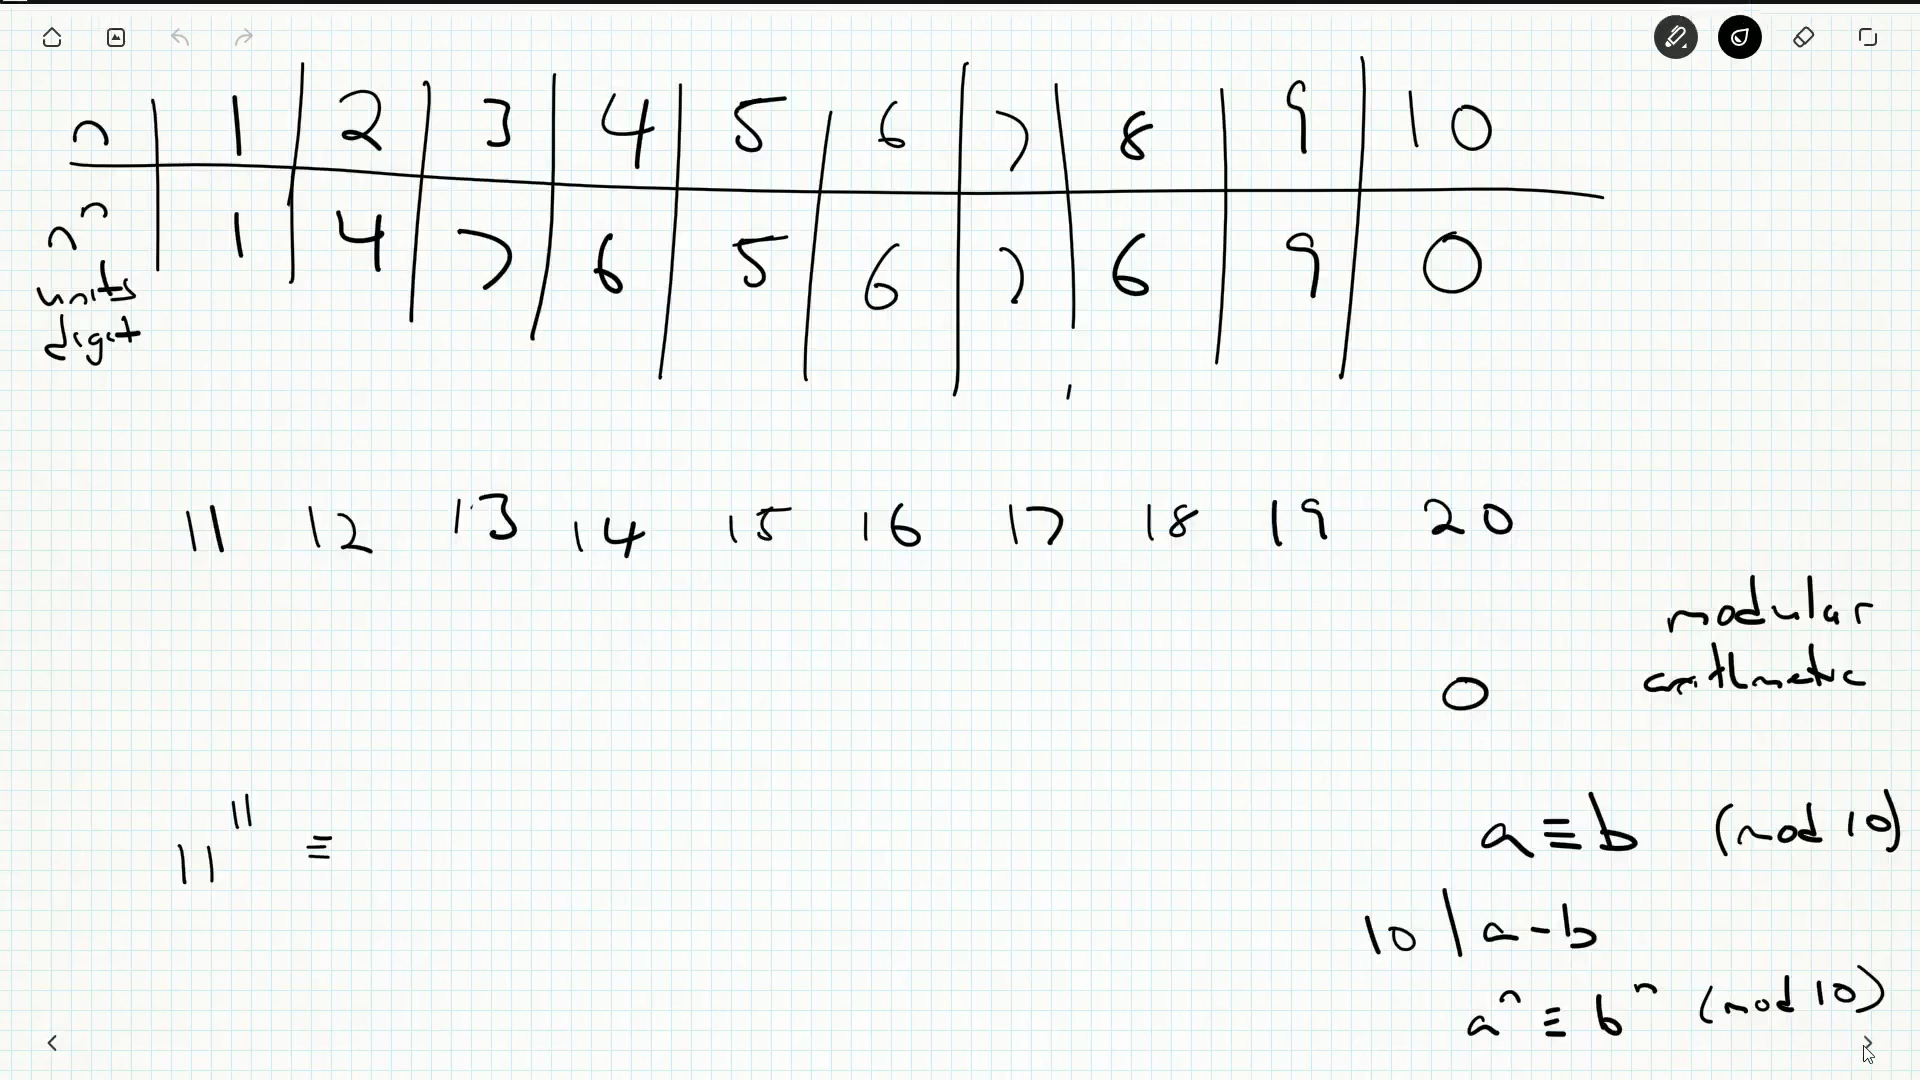 n 1 2 3 4 5 6 7 8 9 10
n^n 1 4 7 6 5 6 7 6 9 0
units
digit
11 12 13 14 15 16 17 18 19 20
modular
arithmetic
0
11^11 ≡
a ≡ b (mod 10)
10 | a - b
a^n ≡ b^n (mod 10)